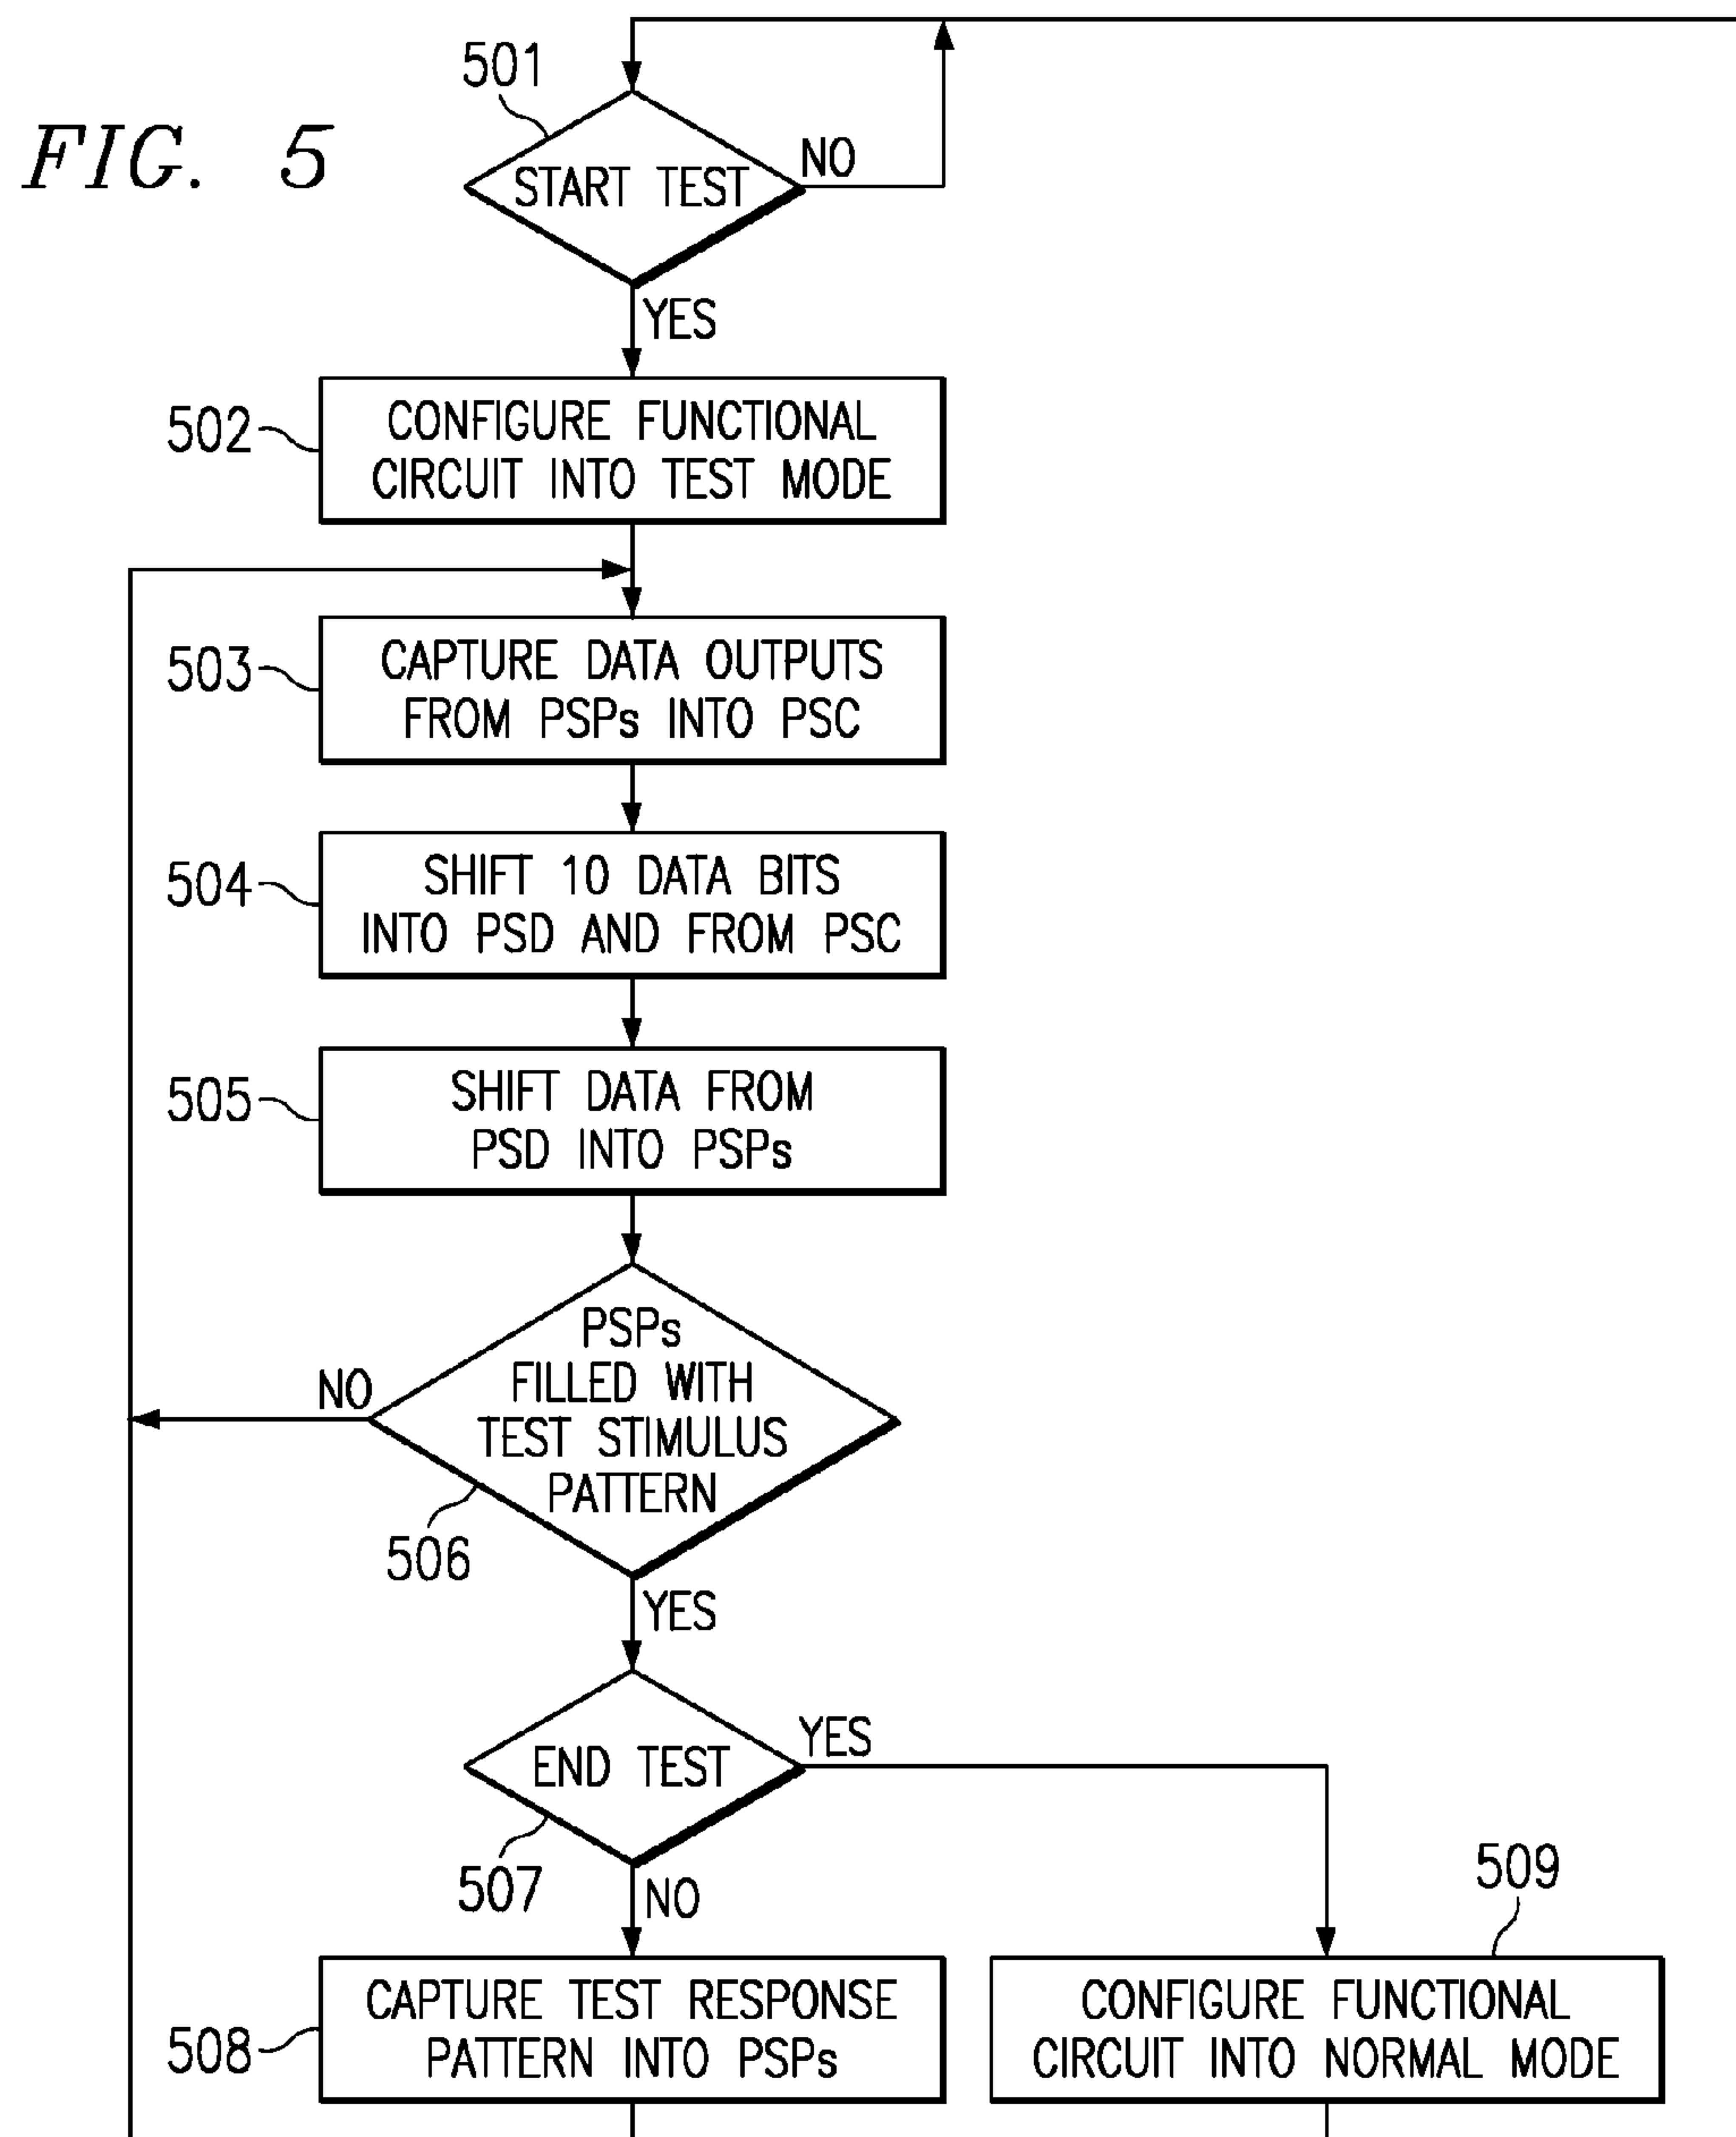 FIG. 5
501
START TEST
NO
YES
502
CONFIGURE FUNCTIONAL
CIRCUIT INTO TEST MODE
503
CAPTURE DATA OUTPUTS
FROM PSPs INTO PSC
504
SHIFT 10 DATA BITS
INTO PSD AND FROM PSC
505
SHIFT DATA FROM
PSD INTO PSPs
NO
PSPs
FILLED WITH
TEST STIMULUS
PATTERN
506
YES
END TEST
YES
507
NO
508
CAPTURE TEST RESPONSE
PATTERN INTO PSPs
509
CONFIGURE FUNCTIONAL
CIRCUIT INTO NORMAL MODE